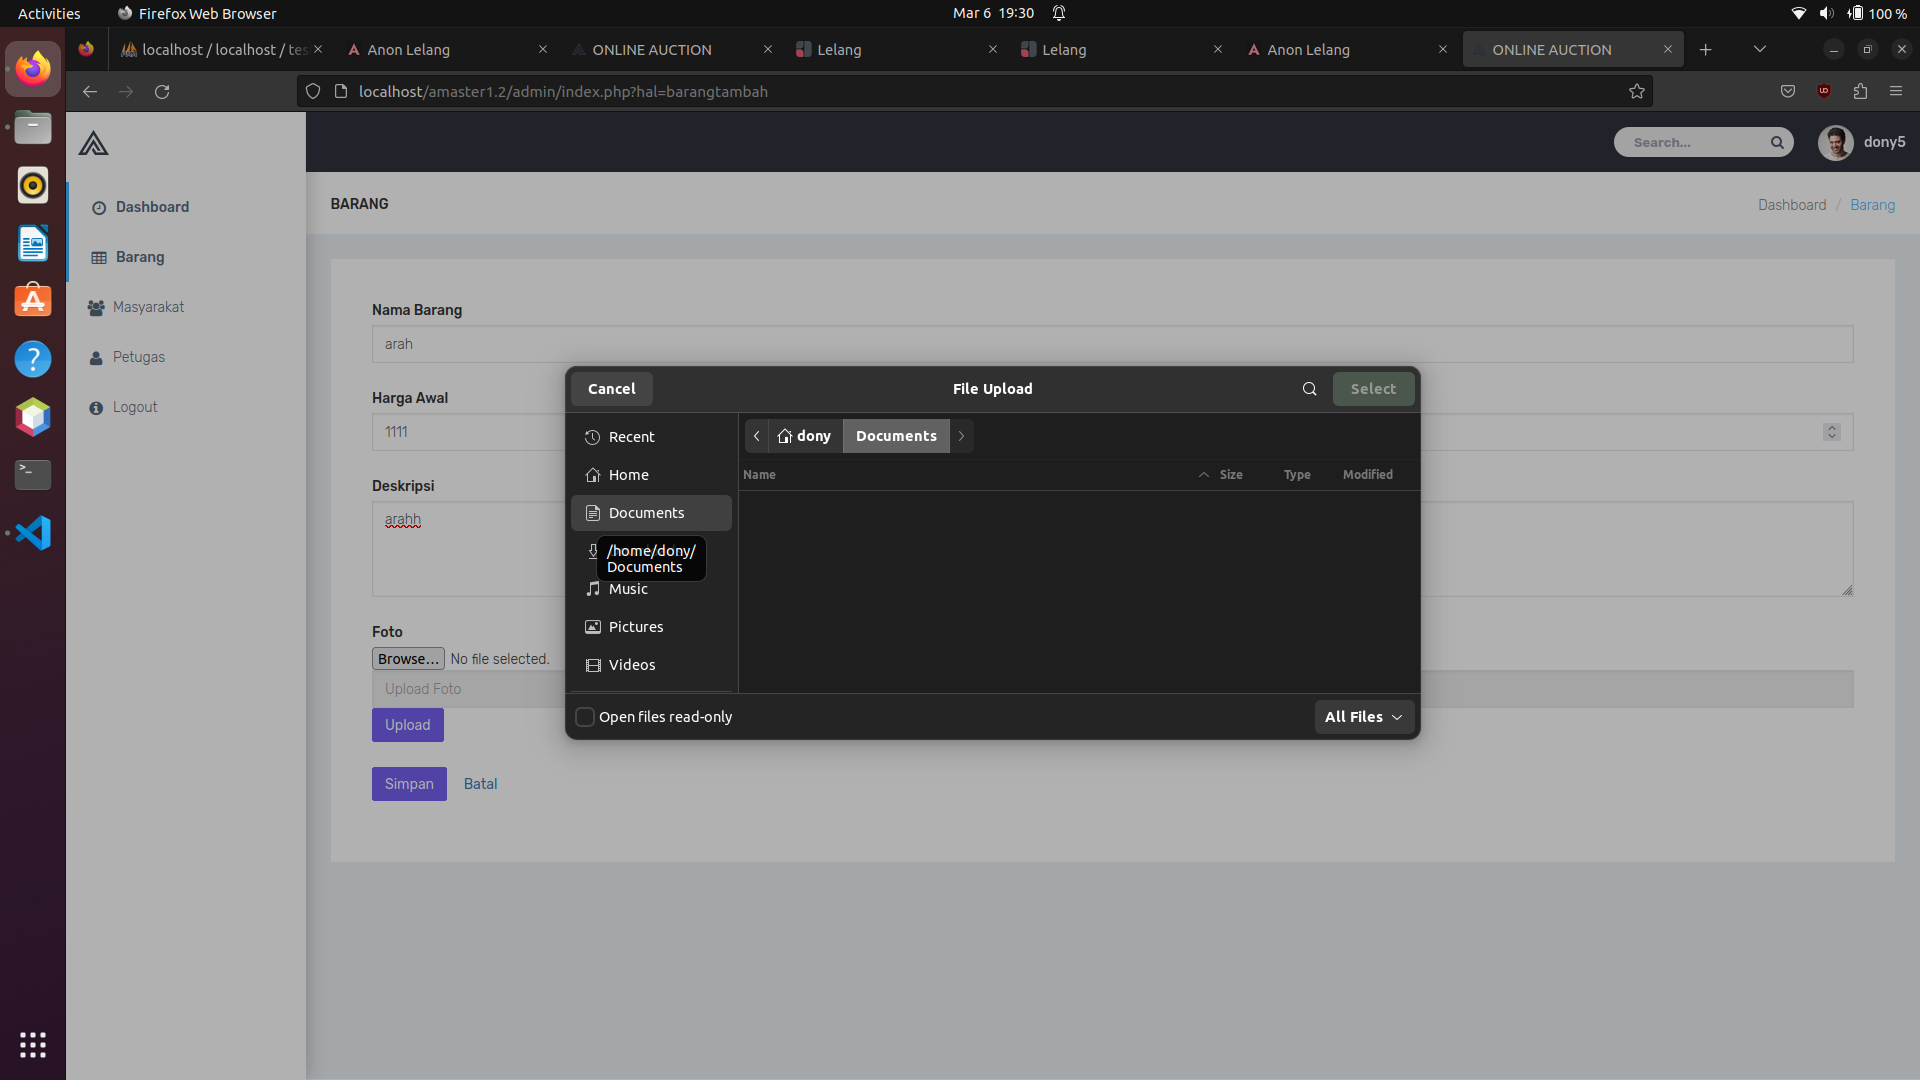 Activities
Firefox Web Browser
Mar 6 19:30
100 %
localhost / localhost / tes
Anon Lelang
ONLINE AUCTION
Lelang
Lelang
Anon Lelang
ONLINE AUCTION
localhost/amaster1.2/admin/index.php?hal=barangtambah
Search...
dony5
Dashboard
Barang
Masyarakat
Petugas
Logout
BARANG
Dashboard / Barang
Nama Barang
arah
Harga Awal
1111
Deskripsi
arahh
Foto
Browse... No file selected.
Upload Foto
Upload
Simpan
Batal
Cancel
File Upload
Select
Recent
Home
Documents
/home/dony/
Documents
Music
Pictures
Videos
dony
Documents
Name
Size
Type
Modified
Open files read-only
All Files